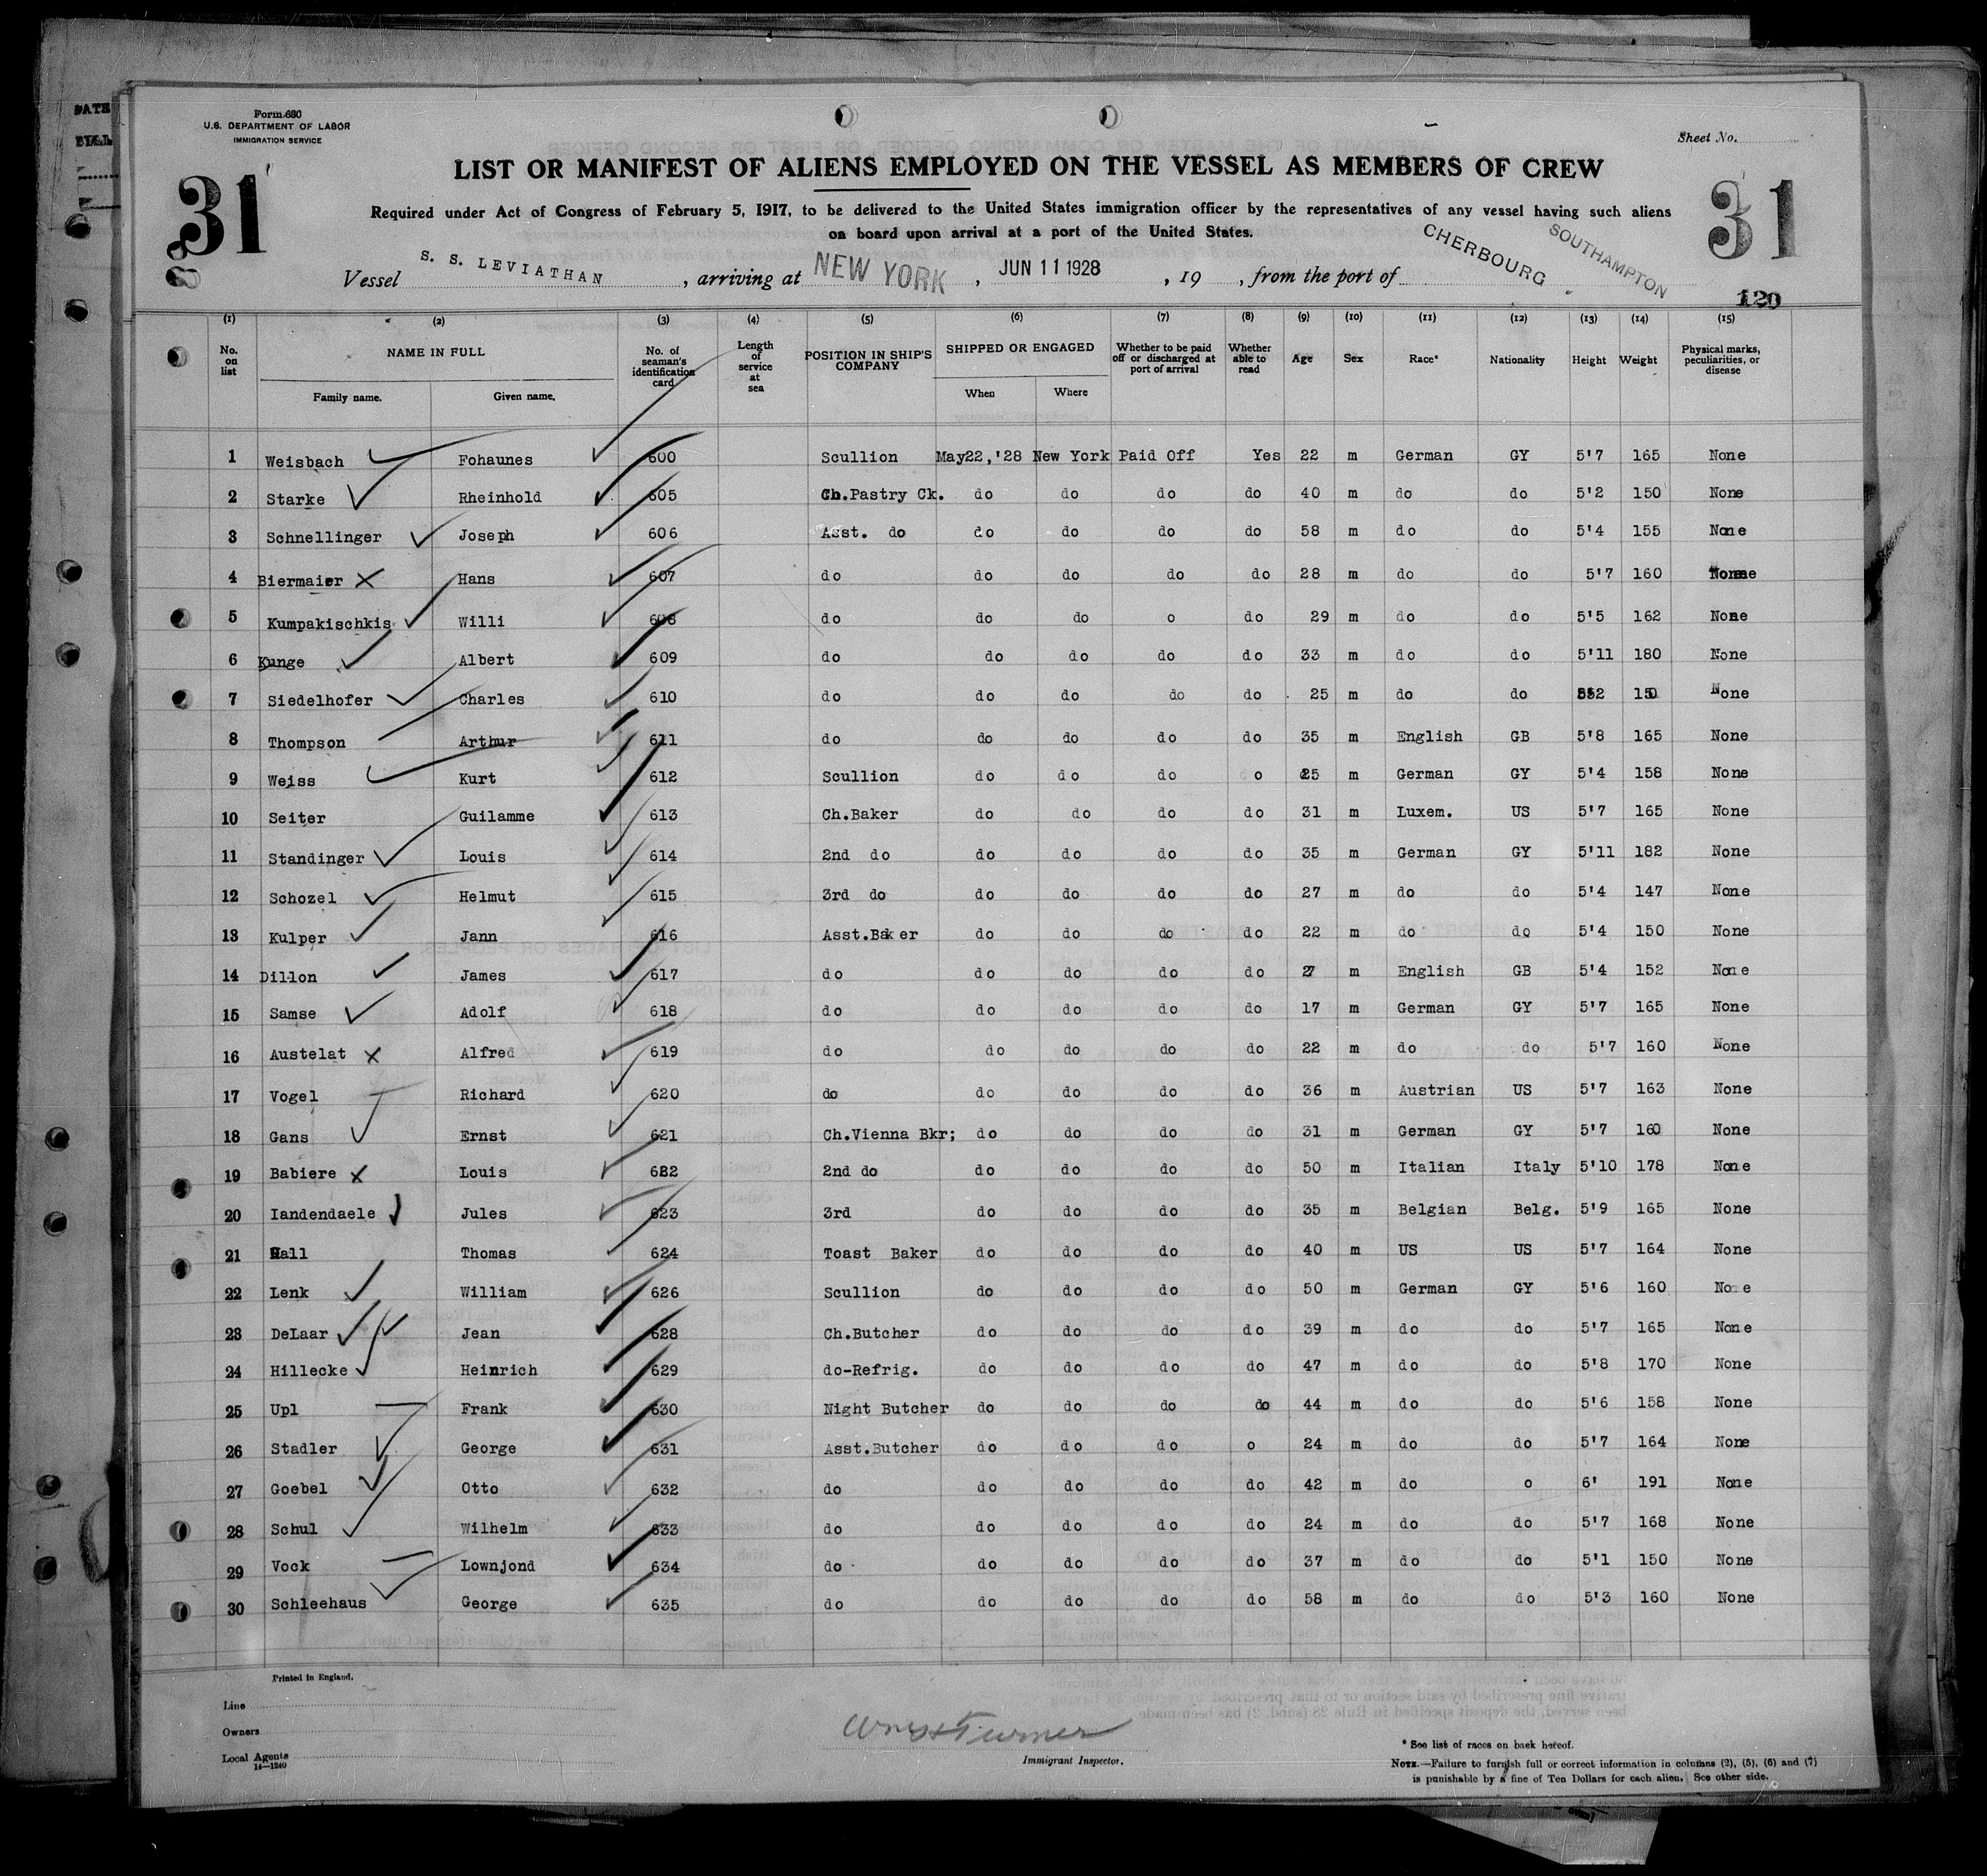 DATE
Form 680
U.S. DEPARTMENT OF LABOR
IMMIGRATION SERVICE
Sheet No.
31
31
LIST OR MANIFEST OF ALIENS EMPLOYED ON THE VESSEL AS MEMBERS OF CREW
Required under Act of Congress of February 5, 1917, to be delivered to the United States immigration officer by the representatives of any vessel having such aliens
on board upon arrival at a port of the United States.
Vessel S. S. LEVIATHAN, arriving at NEW YORK, JUN 11 1928, 19 , from the port of CHERBOURG SOUTHAMPTON
120
(1) (2) (3) (4) (5) (6) (7) (8) (9) (10) (11) (12) (13) (14) (15)
No. on list NAME IN FULL Family name. Given name. No. of seaman's identification card Length of service at sea POSITION IN SHIP'S COMPANY SHIPPED OR ENGAGED When Where Whether to be paid off or discharged at port of arrival Whether able to read Age Sex Race* Nationality Height Weight Physical marks, peculiarities, or disease
1 Weisbach Fohaunes 600 Scullion May22,'28 New York Paid Off Yes 22 m German GY 5'7 165 None
2 Starke Rheinhold 605 Ch.Pastry Ck. do do do do 40 m do do 5'2 150 None
3 Schnellinger Joseph 606 Asst. do do do do do 58 m do do 5'4 155 None
4 Biermaier Hans 607 do do do do do 28 m do do 5'7 160 None
5 Kumpakischkis Willi 608 do do do o do 29 m do do 5'5 162 None
6 Kunge Albert 609 do do do do do 33 m do do 5'11 180 None
7 Siedelhofer Charles 610 do do do do do 25 m do do 5'2 150 None
8 Thompson Arthur 611 do do do do do 35 m English GB 5'8 165 None
9 Weiss Kurt 612 Scullion do do do o 25 m German GY 5'4 158 None
10 Seiter Guilamme 613 Ch.Baker do do do do 31 m Luxem. US 5'7 165 None
11 Standinger Louis 614 2nd do do do do do 35 m German GY 5'11 182 None
12 Schozel Helmut 615 3rd do do do do do 27 m do do 5'4 147 None
13 Kulper Jann 616 Asst.Baker do do do do 22 m do do 5'4 150 None
14 Dillon James 617 do do do do do 27 m English GB 5'4 152 None
15 Samse Adolf 618 do do do do do 17 m German GY 5'7 165 None
16 Austelat Alfred 619 do do do do do 22 m do do 5'7 160 None
17 Vogel Richard 620 do do do do do 36 m Austrian US 5'7 163 None
18 Gans Ernst 621 Ch.Vienna Bkr; do do do do 31 m German GY 5'7 160 None
19 Babiere Louis 622 2nd do do do do do 50 m Italian Italy 5'10 178 None
20 Iandendaele Jules 623 3rd do do do do 35 m Belgian Belg. 5'9 165 None
21 Hall Thomas 624 Toast Baker do do do do 40 m US US 5'7 164 None
22 Lenk William 626 Scullion do do do do 50 m German GY 5'6 160 No e
23 DeLaar Jean 628 Ch.Butcher do do do do 39 m do do 5'7 165 None
24 Hillecke Heinrich 629 do-Refrig. do do do do 47 m do do 5'8 170 None
25 Upl Frank 630 Night Butcher do do do do 44 m do do 5'6 158 None
26 Stadler George 631 Asst.Butcher do do do o 24 m do do 5'7 164 None
27 Goebel Otto 632 do do do do do 42 m do o 6' 191 None
28 Schul Wilhelm 633 do do do do do 24 m do do 5'7 168 None
29 Vock Lownjond 634 do do do do do 37 m do do 5'1 150 None
30 Schleehaus George 635 do do do do do 58 m do do 5'3 160 None
Printed in England.
Line
Owners
Local Agents
14—1240
Turner
Immigrant Inspector.
* See list of races on back hereof.
NOTE.—Failure to furnish full or correct information in columns (2), (5), (6) and (7)
is punishable by a fine of Ten Dollars for each alien. See other side.